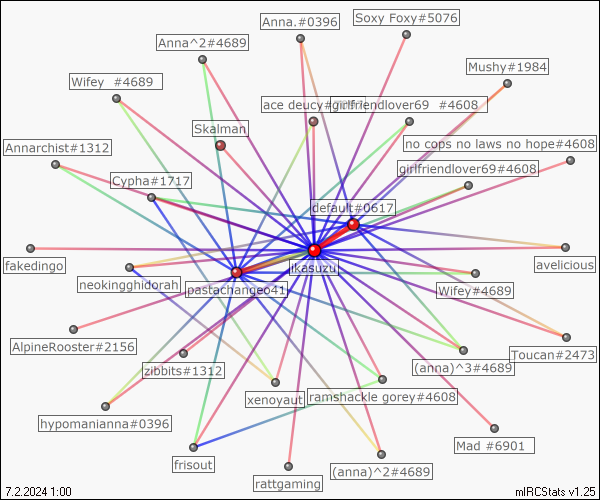 Anna.#0396
Soxy Foxy#5076
Anna^2#4689
Mushy#1984
Wifey #4689
ace deucy#
girlfriendlover69 #4608
Skalman
no cops no laws no hope#4608
Annarchist#1312
girlfriendlover69#4608
Cypha#1717
default#0617
avelicious
fakedingo
ikasuzu
neokingghidorah
pastachangeo41
Wifey#4689
AlpineRooster#2156
Toucan#2473
zibbits#1312
(anna)^3#4689
xenoyaut
ramshackle gorey#4608
hypomanianna#0396
Mad #6901
frisout
(anna)^2#4689
rattgaming
7.2.2024 1:00
mIRCStats v1.25